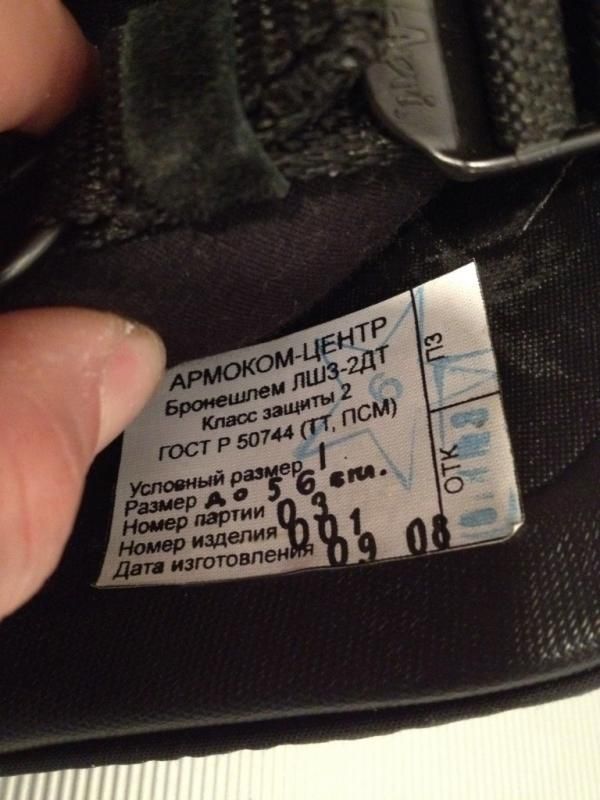 АРМОКОМ-ЦЕНТР
Бронешлем ЛШЗ-2ДТ
Класс защиты 2
ГОСТ Р 50744 (ТТ, ПСМ)
Условный размер 1
Размер до 56 см.
Номер партии 03
Номер изделия 001
Дата изготовления 09 08
ПЗ
ОТК
6